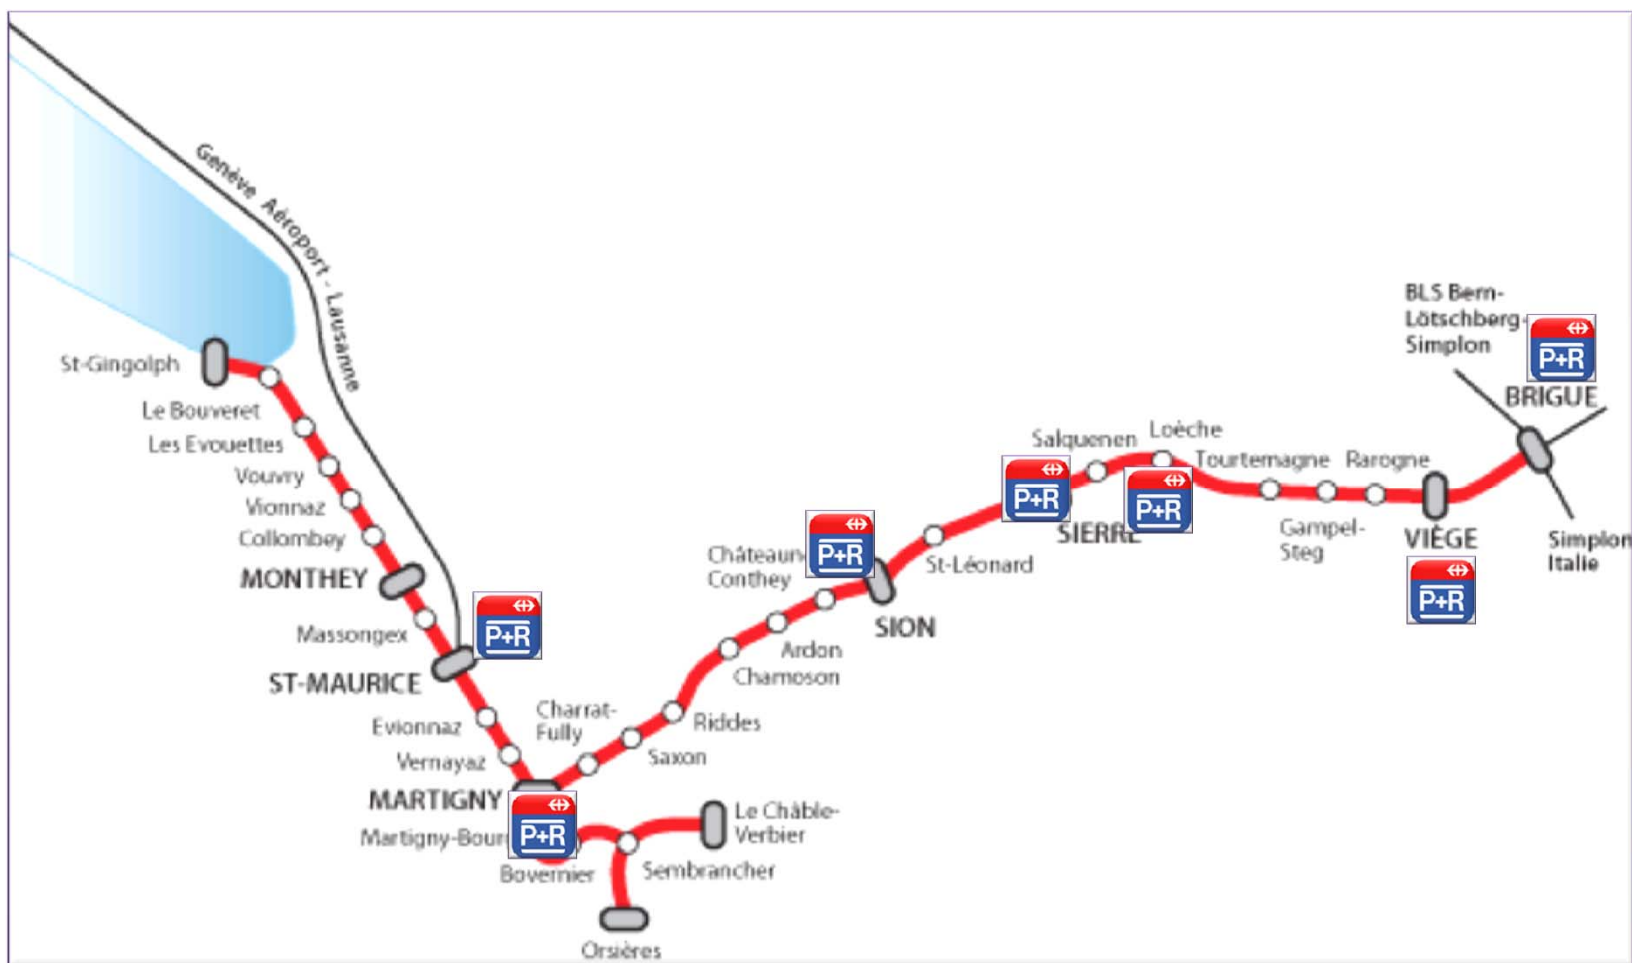 Genève Aéroport - Lausanne
St-Gingolph
Le Bouveret
Les Evouettes
Vouvry
Vionnaz
Collombey
MONTHEY
Massongex
P+R
ST-MAURICE
Evionnaz
Vernayaz
MARTIGNY
P+R
Martigny-Bour
Bovernier
Sembrancher
Le Châble-
Verbier
Orsières
Charrat-
Fully
Saxon
Riddes
Chamoson
Ardon
Châteaun
Conthey
P+R
SION
St-Léonard
P+R
SIERRE
Salquenen
Loèche
P+R
Tourtemagne
Gampel-
Steg
Rarogne
VIÈGE
P+R
BLS Bern-
Lötschberg-
Simplon
P+R
BRIGUE
Simplon
Italie